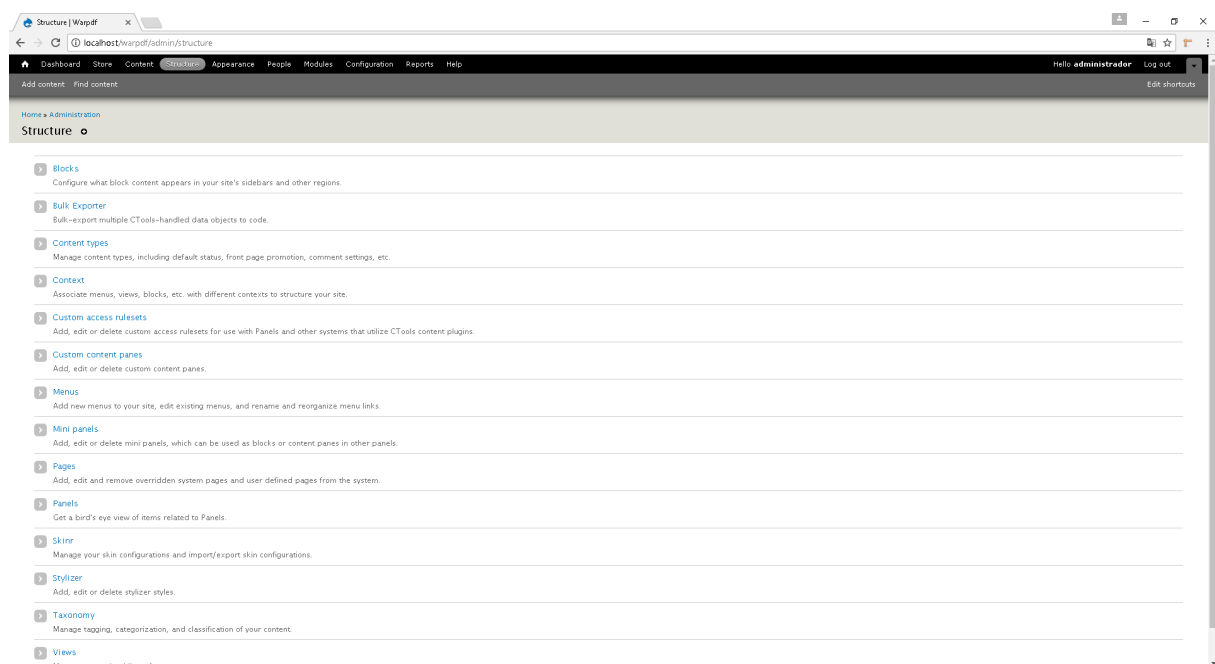 Structure | Warpdf
localhost/warpdf/admin/structure
Dashboard Store Content Structure Appearance People Modules Configuration Reports Help Hello administrador Log out
Add content Find content Edit shortcuts
Home » Administration
Structure
Blocks
Configure what block content appears in your site's sidebars and other regions.
Bulk Exporter
Bulk-export multiple CTools-handled data objects to code.
Content types
Manage content types, including default status, front page promotion, comment settings, etc.
Context
Associate menus, views, blocks, etc. with different contexts to structure your site.
Custom access rulesets
Add, edit or delete custom access rulesets for use with Panels and other systems that utilize CTools content plugins.
Custom content panes
Add, edit or delete custom content panes.
Menus
Add new menus to your site, edit existing menus, and rename and reorganize menu links.
Mini panels
Add, edit or delete mini panels, which can be used as blocks or content panes in other panels.
Pages
Add, edit and remove overridden system pages and user defined pages from the system.
Panels
Get a bird's eye view of items related to Panels.
Skinr
Manage your skin configurations and import/export skin configurations.
Stylizer
Add, edit or delete stylizer styles.
Taxonomy
Manage tagging, categorization, and classification of your content.
Views